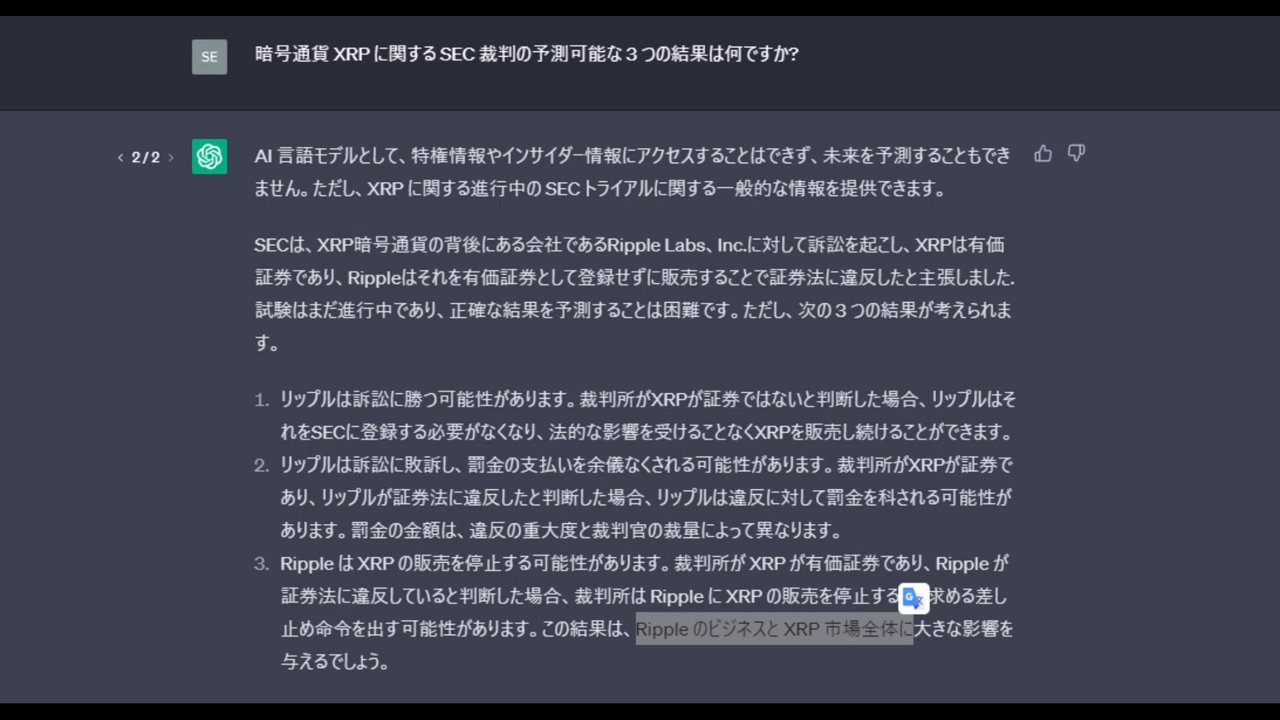 SE
暗号通貨 XRP に関する SEC 裁判の予測可能な 3 つの結果は何ですか?
2/2
AI 言語モデルとして、特権情報やインサイダー情報にアクセスすることはできず、未来を予測することもでき
ません。ただし、XRP に関する進行中の SEC トライアルに関する一般的な情報を提供できます。
SECは、XRP暗号通貨の背後にある会社であるRipple Labs、Inc.に対して訴訟を起こし、XRPは有価
証券であり、Rippleはそれを有価証券として登録せずに販売することで証券法に違反したと主張しました.
試験はまだ進行中であり、正確な結果を予測することは困難です。ただし、次の 3 つの結果が考えられま
す。
1. リップルは訴訟に勝つ可能性があります。裁判所がXRPが証券ではないと判断した場合、リップルはそ
れをSECに登録する必要がなくなり、法的な影響を受けることなくXRPを販売し続けることができます。
2. リップルは訴訟に敗訴し、罰金の支払いを余儀なくされる可能性があります。裁判所がXRPが証券で
あり、リップルが証券法に違反したと判断した場合、リップルは違反に対して罰金を科される可能性が
あります。罰金の金額は、違反の重大度と裁判官の裁量によって異なります。
3. Ripple は XRP の販売を停止する可能性があります。裁判所が XRP が有価証券であり、Ripple が
証券法に違反していると判断した場合、裁判所は Ripple に XRP の販売を停止する求める差し
止め命令を出す可能性があります。この結果は、Ripple のビジネスと XRP 市場全体に大きな影響を
与えるでしょう。